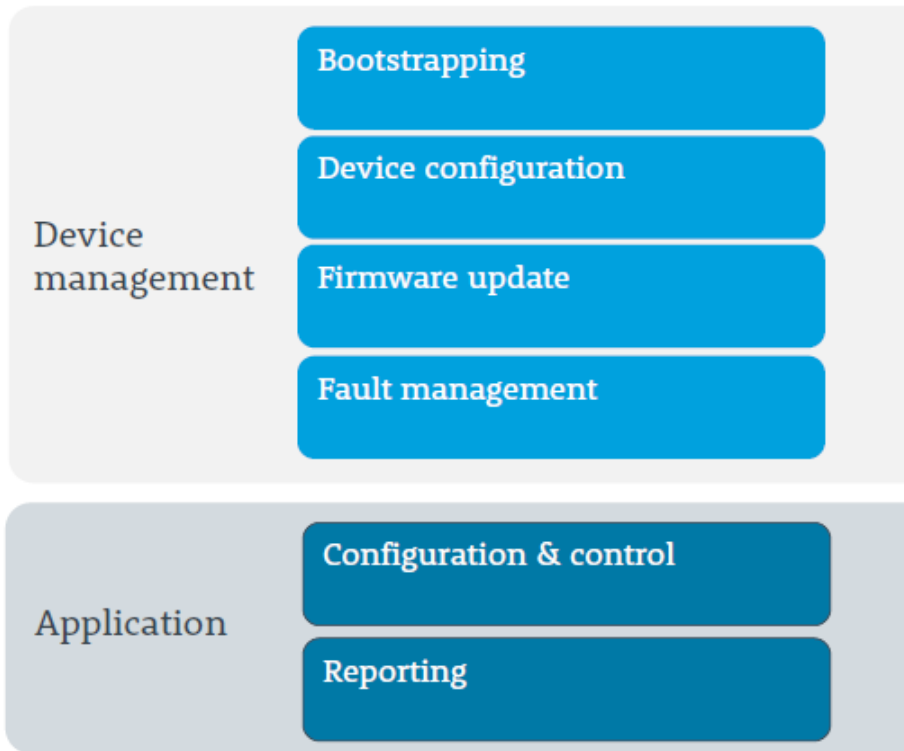 Bootstrapping
Device configuration
Device
management
Firmware update
Fault management
Configuration & control
Application
Reporting